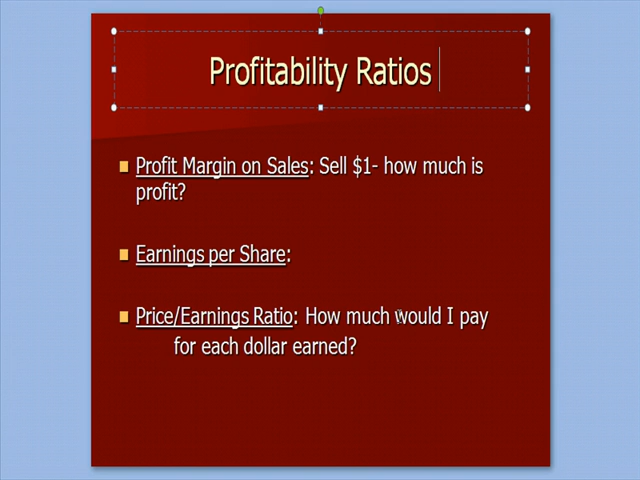 Profitability Ratios
Profit Margin on Sales: Sell $1- how much is
profit?
Earnings per Share:
Price/Earnings Ratio: How much would I pay
for each dollar earned?